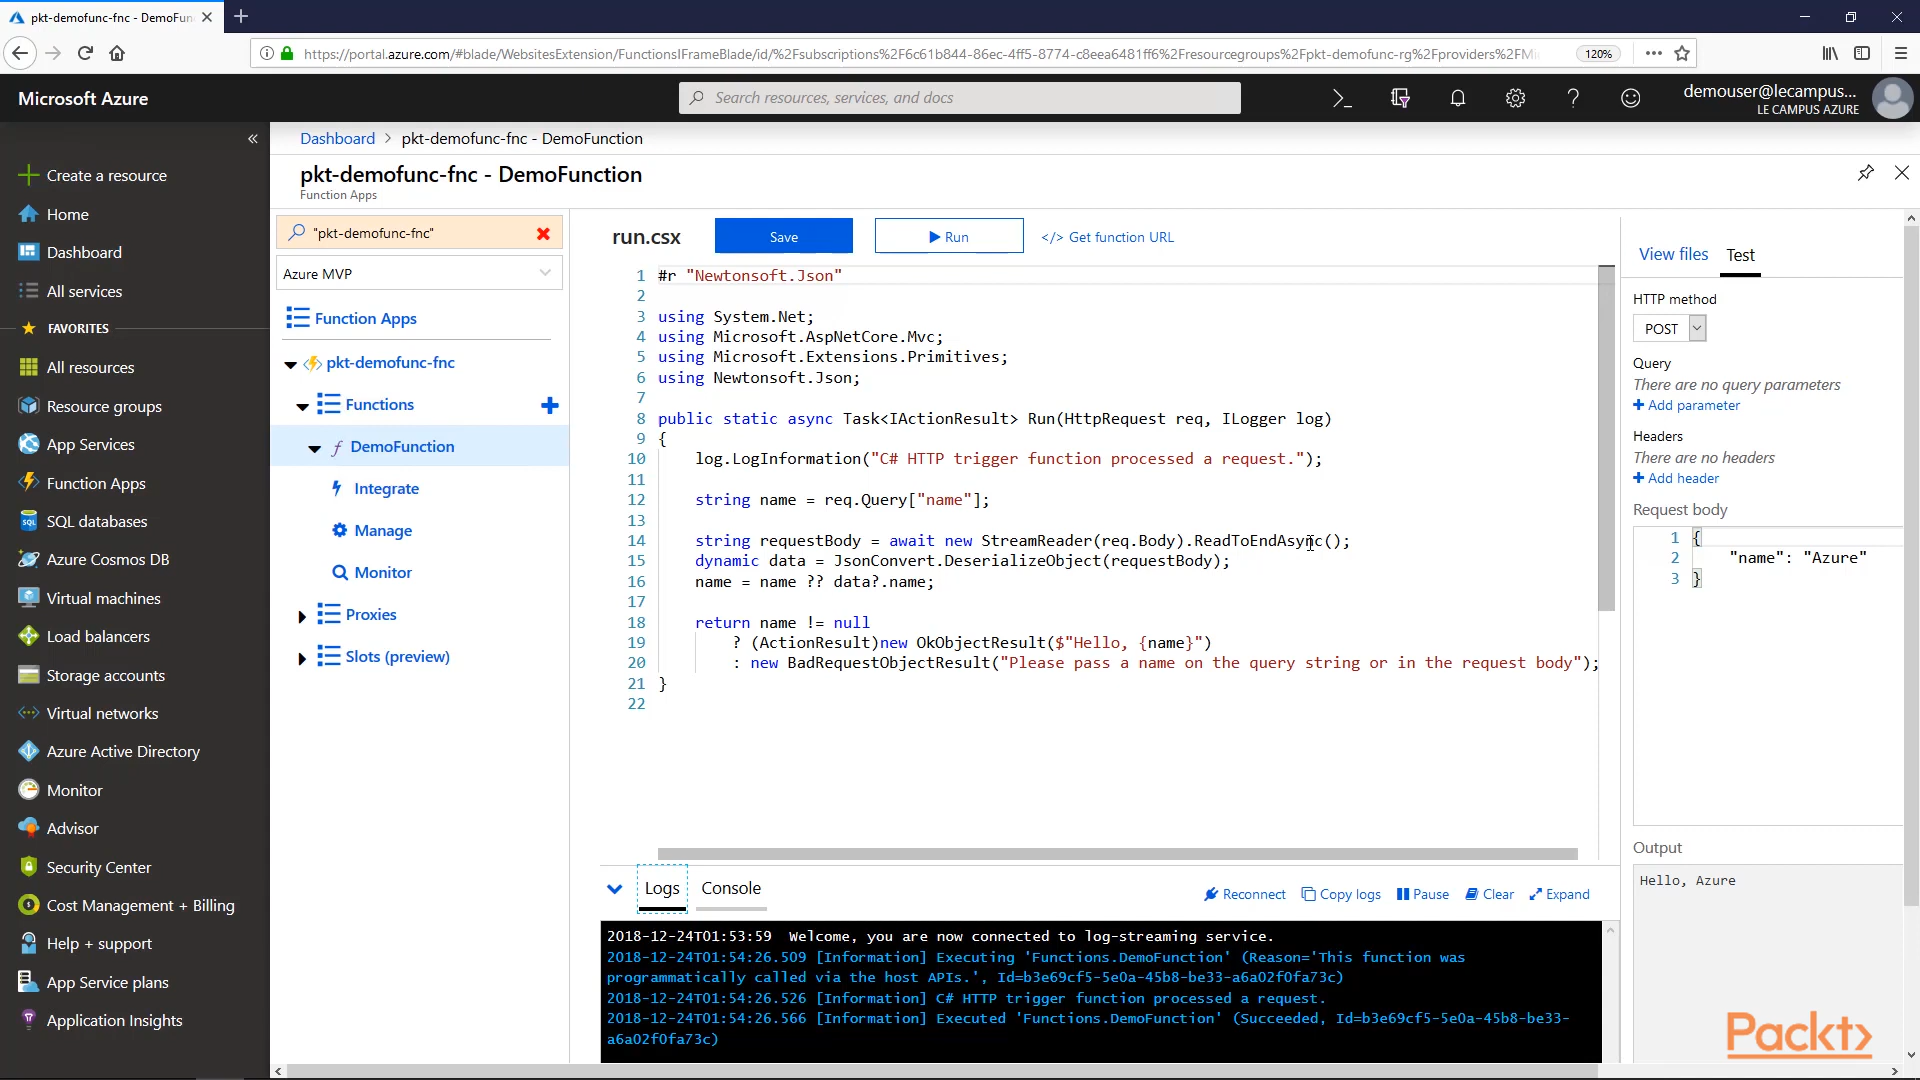 pkt-demofunc-fnc - DemoFun
https://portal.azure.com/#blade/WebsitesExtension/FunctionsIFrameBlade/id/%2Fsubscriptions%2F6c61b844-86ec-4ff5-8774-c8eea6481ff6%2Fresourcegroups%2Fpkt-demofunc-rg%2Fproviders%2FMi
120%
Microsoft Azure
Search resources, services, and docs
demouser@lecampus...
LE CAMPUS AZURE
Create a resource
Home
Dashboard
All services
FAVORITES
All resources
Resource groups
App Services
Function Apps
SQL databases
Azure Cosmos DB
Virtual machines
Load balancers
Storage accounts
Virtual networks
Azure Active Directory
Monitor
Advisor
Security Center
Cost Management + Billing
Help + support
App Service plans
Application Insights
Dashboard > pkt-demofunc-fnc - DemoFunction
pkt-demofunc-fnc - DemoFunction
Function Apps
"pkt-demofunc-fnc"
Azure MVP
Function Apps
pkt-demofunc-fnc
Functions
DemoFunction
Integrate
Manage
Monitor
Proxies
Slots (preview)
run.csx
Save
Run
</> Get function URL
1 #r "Newtonsoft.Json"
2
3 using System.Net;
4 using Microsoft.AspNetCore.Mvc;
5 using Microsoft.Extensions.Primitives;
6 using Newtonsoft.Json;
7
8 public static async Task<IActionResult> Run(HttpRequest req, ILogger log)
9 {
10 log.LogInformation("C# HTTP trigger function processed a request.");
11
12 string name = req.Query["name"];
13
14 string requestBody = await new StreamReader(req.Body).ReadToEndAsync();
15 dynamic data = JsonConvert.DeserializeObject(requestBody);
16 name = name ?? data?.name;
17
18 return name != null
19 ? (ActionResult)new OkObjectResult($"Hello, {name}")
20 : new BadRequestObjectResult("Please pass a name on the query string or in the request body");
21 }
22
Logs
Console
Reconnect
Copy logs
Pause
Clear
Expand
2018-12-24T01:53:59 Welcome, you are now connected to log-streaming service.
2018-12-24T01:54:26.509 [Information] Executing 'Functions.DemoFunction' (Reason='This function was
programmatically called via the host APIs.', Id=b3e69cf5-5e0a-45b8-be33-a6a02f0fa73c)
2018-12-24T01:54:26.526 [Information] C# HTTP trigger function processed a request.
2018-12-24T01:54:26.566 [Information] Executed 'Functions.DemoFunction' (Succeeded, Id=b3e69cf5-5e0a-45b8-be33-
a6a02f0fa73c)
View files
Test
HTTP method
POST
Query
There are no query parameters
Add parameter
Headers
There are no headers
Add header
Request body
1 {
2 "name": "Azure"
3 }
Output
Hello, Azure
Packt>